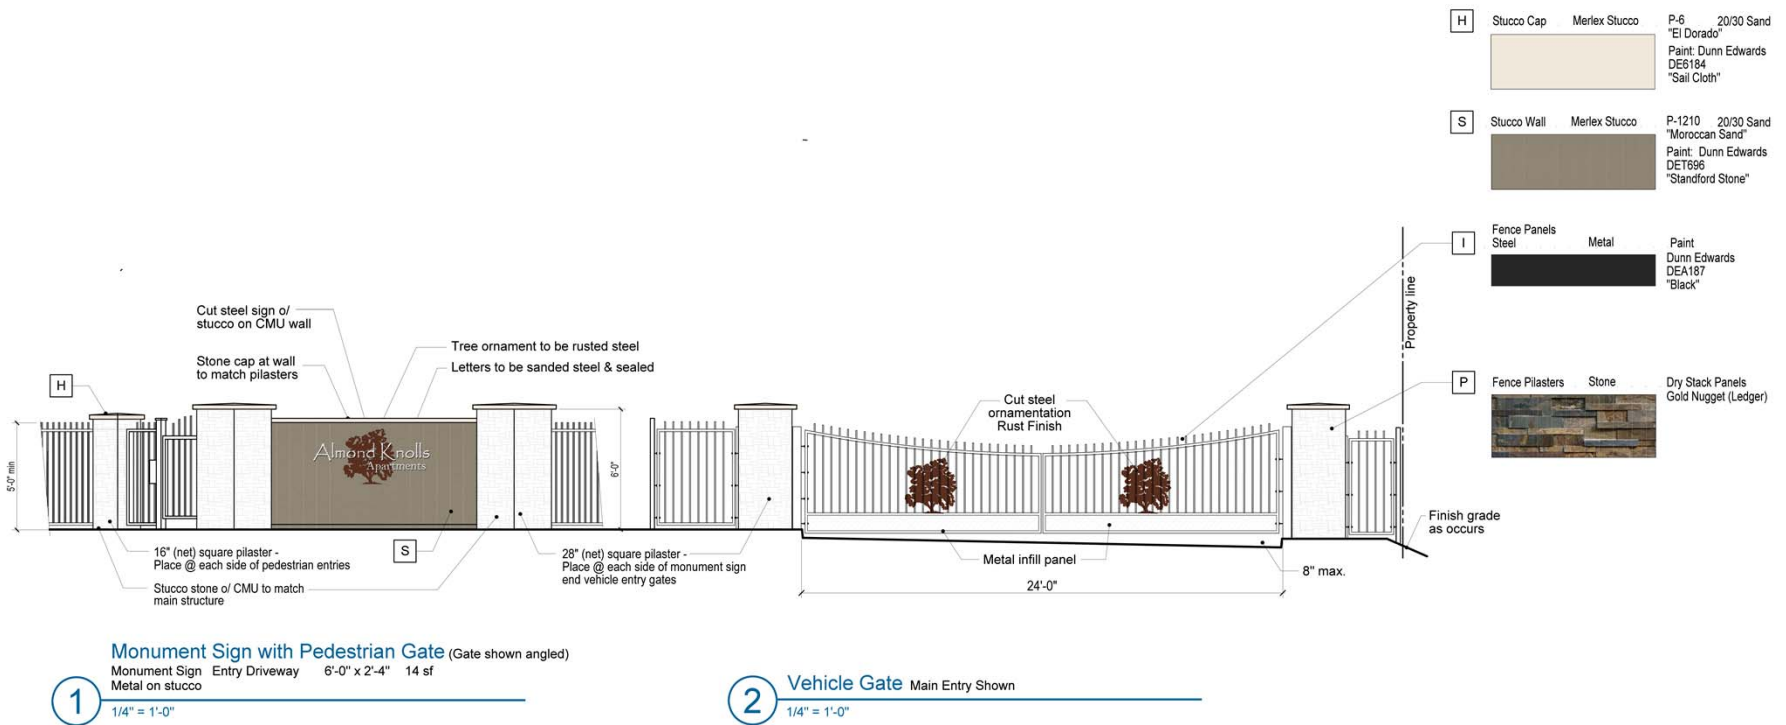 H
Stucco Cap Merlex Stucco P-6 20/30 Sand
"El Dorado"
Paint: Dunn Edwards
DE6184
"Sail Cloth"
S
Stucco Wall Merlex Stucco P-1210 20/30 Sand
"Moroccan Sand"
Paint: Dunn Edwards
DET696
"Standford Stone"
I
Fence Panels
Steel Metal Paint
Dunn Edwards
DEA187
"Black"
P
Fence Pilasters Stone Dry Stack Panels
Gold Nugget (Ledger)
Property line
Cut steel sign o/
stucco on CMU wall
Stone cap at wall
to match pilasters
Tree ornament to be rusted steel
Letters to be sanded steel & sealed
H
Cut steel
ornamentation
Rust Finish
5'-0" min
Almond Knolls
Apartments
6'-0"
S
16" (net) square pilaster -
Place @ each side of pedestrian entries
Stucco stone o/ CMU to match
main structure
28" (net) square pilaster -
Place @ each side of monument sign
end vehicle entry gates
Metal infill panel
24'-0"
8" max.
Finish grade
as occurs
1
Monument Sign with Pedestrian Gate (Gate shown angled)
Monument Sign Entry Driveway 6'-0" x 2'-4" 14 sf
Metal on stucco
1/4" = 1'-0"
2
Vehicle Gate Main Entry Shown
1/4" = 1'-0"